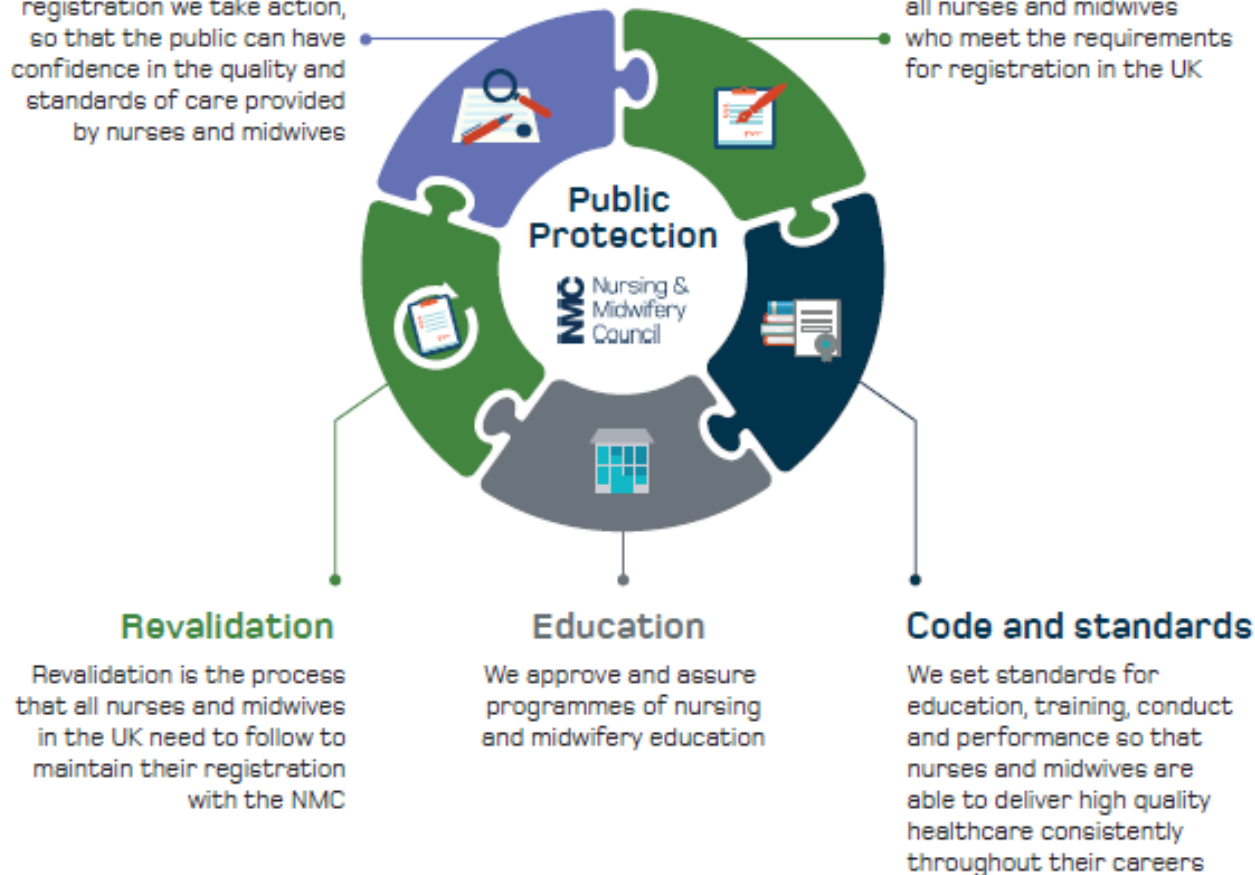 registration we take action,
so that the public can have
confidence in the quality and
standards of care provided
by nurses and midwives
all nurses and midwives
who meet the requirements
for registration in the UK
Public
Protection
NMC
Nursing &
Midwifery
Council
Revalidation
Revalidation is the process
that all nurses and midwives
in the UK need to follow to
maintain their registration
with the NMC
Education
We approve and assure
programmes of nursing
and midwifery education
Code and standards
We set standards for
education, training, conduct
and performance so that
nurses and midwives are
able to deliver high quality
healthcare consistently
throughout their careers